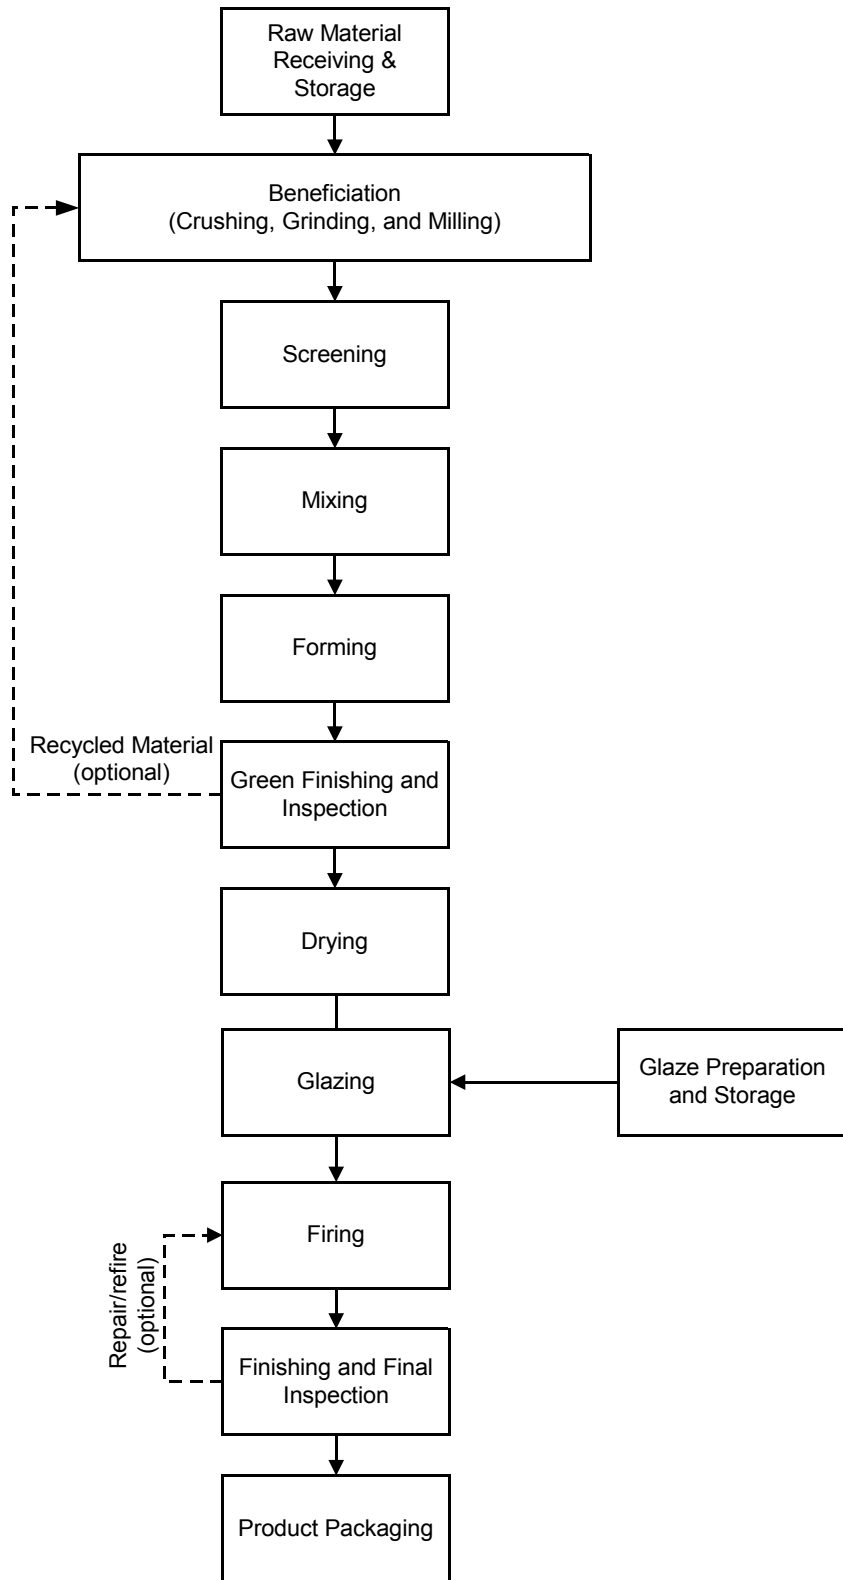 Raw Material
Receiving &
Storage
Beneficiation
(Crushing, Grinding, and Milling)
Screening
Mixing
Forming
Recycled Material
(optional)
Green Finishing and
Inspection
Drying
Glazing
Glaze Preparation
and Storage
Firing
Repair/refire
(optional)
Finishing and Final
Inspection
Product Packaging